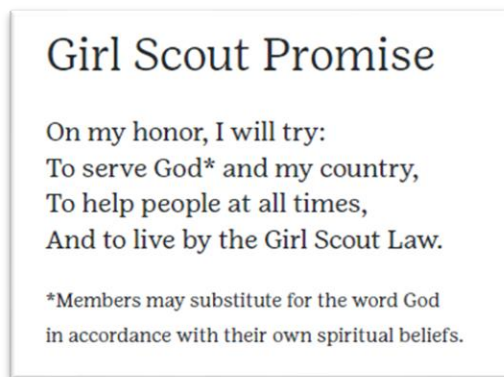 Girl Scout Promise
On my honor, I will try:
To serve God* and my country,
To help people at all times,
And to live by the Girl Scout Law.
*Members may substitute for the word God
in accordance with their own spiritual beliefs.